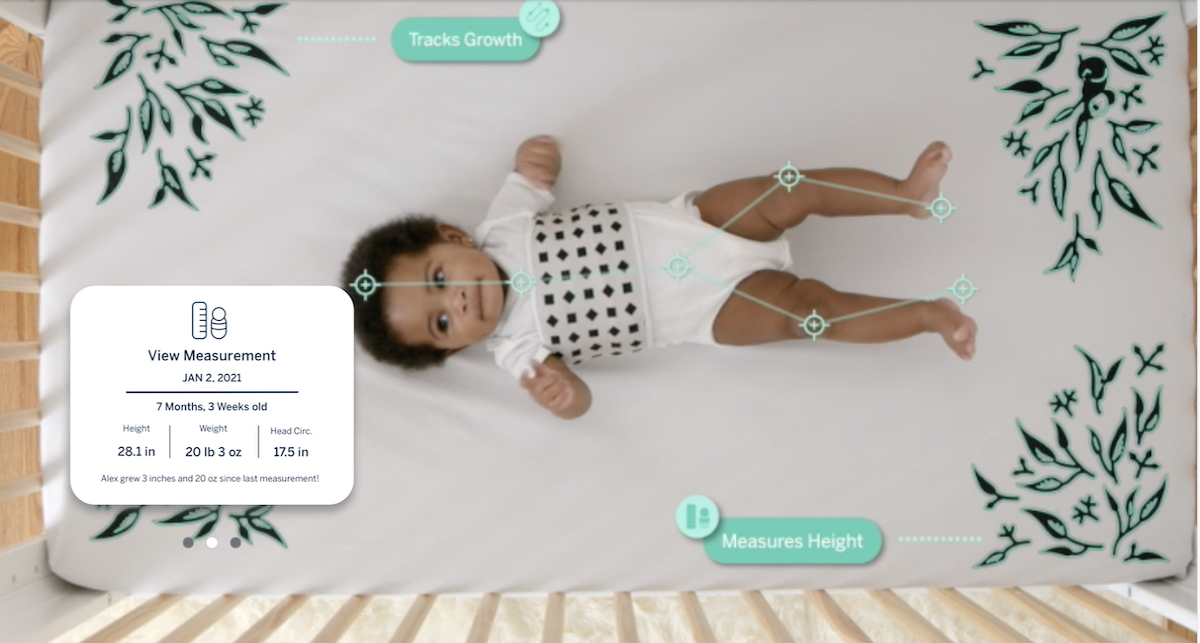 Tracks Growth
View Measurement
JAN 2, 2021
7 Months, 3 Weeks old
Height Weight Head Circ.
28.1 in 20 lb 3 oz 17.5 in
Alex grew 3 inches and 20 oz since last measurement!
Measures Height